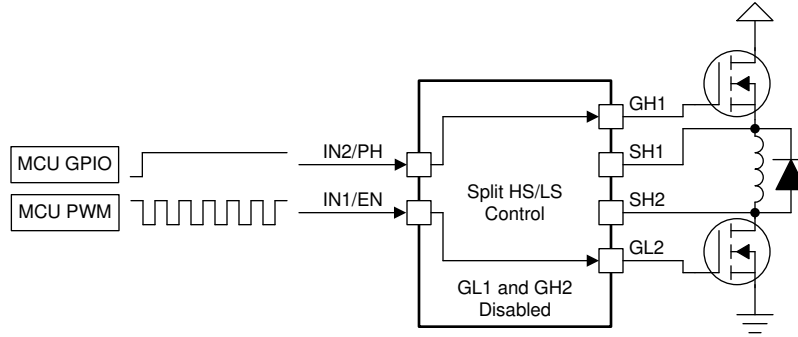 GH1
IN2/PH
SH1
MCU GPIO
Split HS/LS
Control
IN1/EN
SH2
MCU PWM
GL2
GL1 and GH2
Disabled